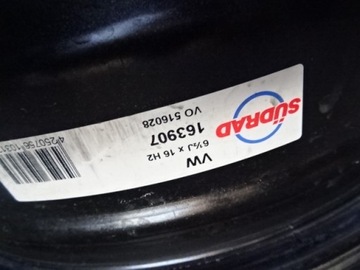 SÜDRAD
VW
6½J x 16 H2
163907
VO 516028